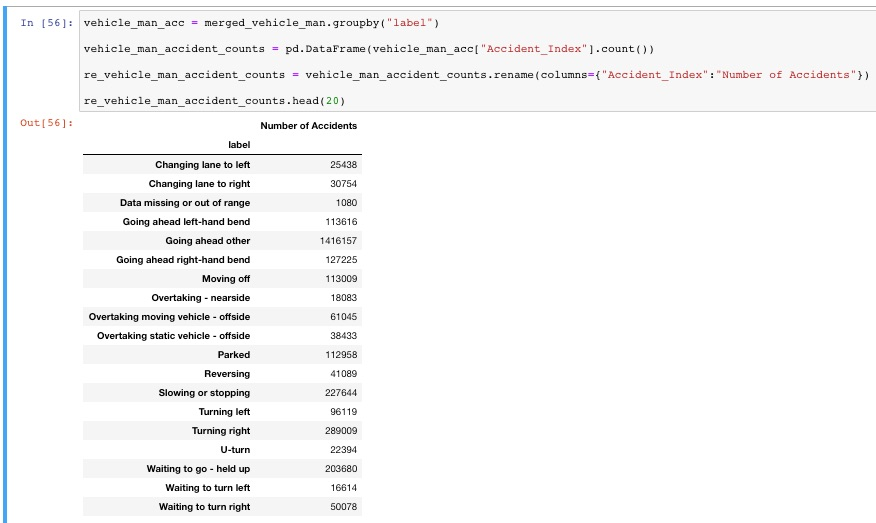 In [56]: vehicle_man_acc = merged_vehicle_man.groupby("label")
vehicle_man_accident_counts = pd.DataFrame(vehicle_man_acc["Accident_Index"].count())
re_vehicle_man_accident_counts = vehicle_man_accident_counts.rename(columns={"Accident_Index":"Number of Accidents"})
re_vehicle_man_accident_counts.head(20)
Out[56]: Number of Accidents
label
Changing lane to left 25438
Changing lane to right 30754
Data missing or out of range 1080
Going ahead left-hand bend 113616
Going ahead other 1416157
Going ahead right-hand bend 127225
Moving off 113009
Overtaking - nearside 18083
Overtaking moving vehicle - offside 61045
Overtaking static vehicle - offside 38433
Parked 112958
Reversing 41089
Slowing or stopping 227644
Turning left 96119
Turning right 289009
U-turn 22394
Waiting to go - held up 203680
Waiting to turn left 16614
Waiting to turn right 50078